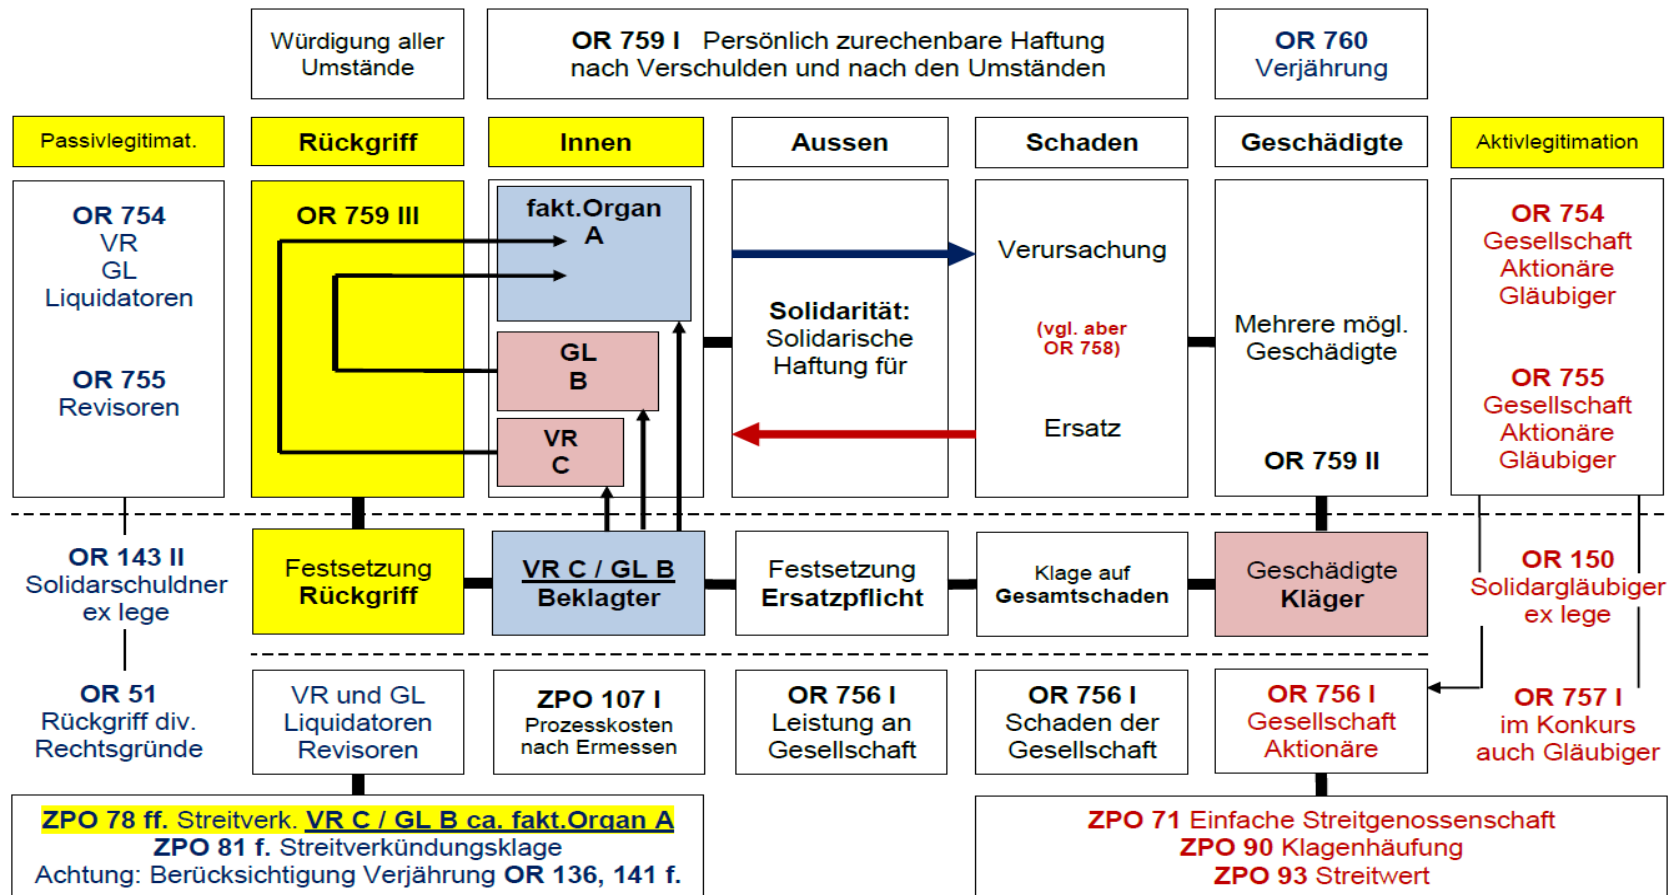 Würdigung aller
Umstände
OR 759 I Persönlich zurechenbare Haftung
nach Verschulden und nach den Umständen
OR 760
Verjährung
Passivlegitimat.
Rückgriff
Innen
Aussen
Schaden
Geschädigte
Aktivlegitimation
OR 754
VR
GL
Liquidatoren
OR 755
Revisoren
OR 759 III
fakt.Organ
A
GL
B
VR
C
Solidarität:
Solidarische
Haftung für
Verursachung
(vgl. aber
OR 758)
Ersatz
Mehrere mögl.
Geschädigte
OR 759 II
OR 754
Gesellschaft
Aktionäre
Gläubiger
OR 755
Gesellschaft
Aktionäre
Gläubiger
OR 143 II
Solidarschuldner
ex lege
Festsetzung
Rückgriff
VR C / GL B
Beklagter
Festsetzung
Ersatzpflicht
Klage auf
Gesamtschaden
Geschädigte
Kläger
OR 150
Solidargläubiger
ex lege
OR 51
Rückgriff div.
Rechtsgründe
VR und GL
Liquidatoren
Revisoren
ZPO 107 I
Prozesskosten
nach Ermessen
OR 756 I
Leistung an
Gesellschaft
OR 756 I
Schaden der
Gesellschaft
OR 756 I
Gesellschaft
Aktionäre
OR 757 I
im Konkurs
auch Gläubiger
ZPO 78 ff. Streitverk. VR C / GL B ca. fakt.Organ A
ZPO 81 f. Streitverkündungsklage
Achtung: Berücksichtigung Verjährung OR 136, 141 f.
ZPO 71 Einfache Streitgenossenschaft
ZPO 90 Klagenhäufung
ZPO 93 Streitwert